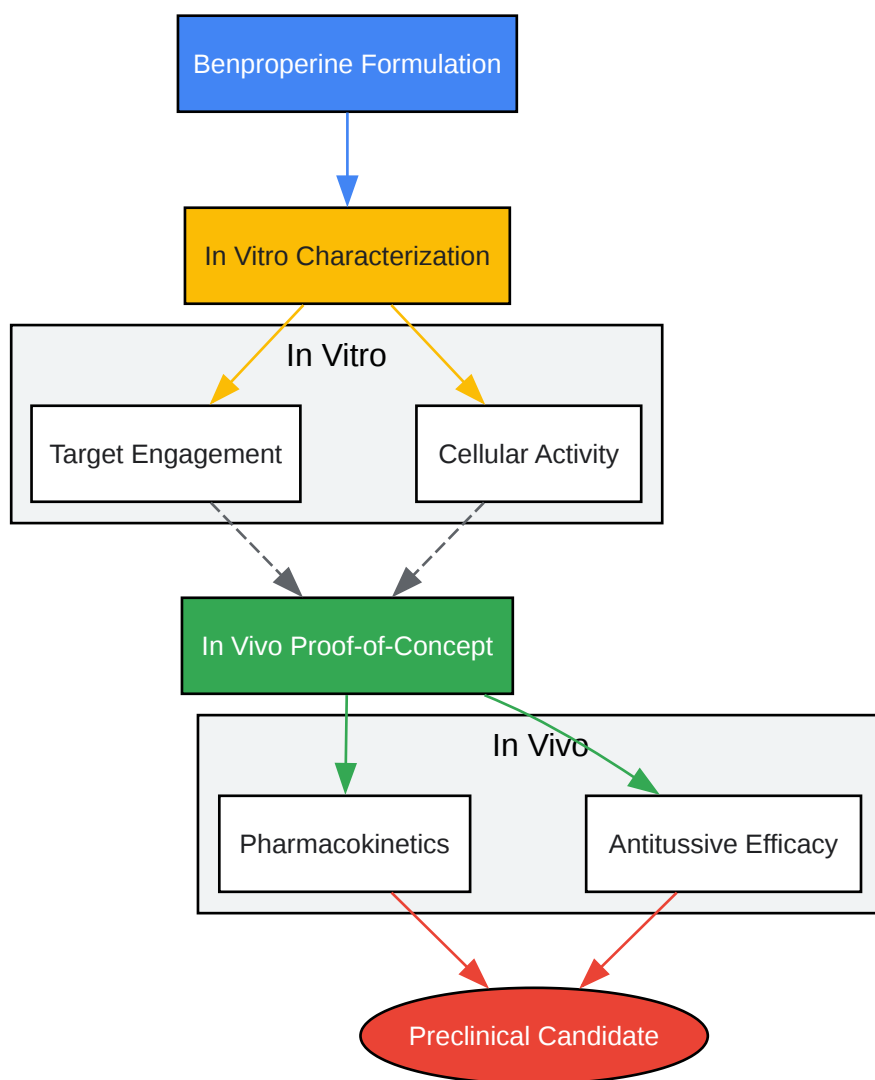 Benproperine Formulation
In Vitro Characterization
In Vitro
Target Engagement
Cellular Activity
In Vivo Proof-of-Concept
In Vivo
Pharmacokinetics
Antitussive Efficacy
Preclinical Candidate